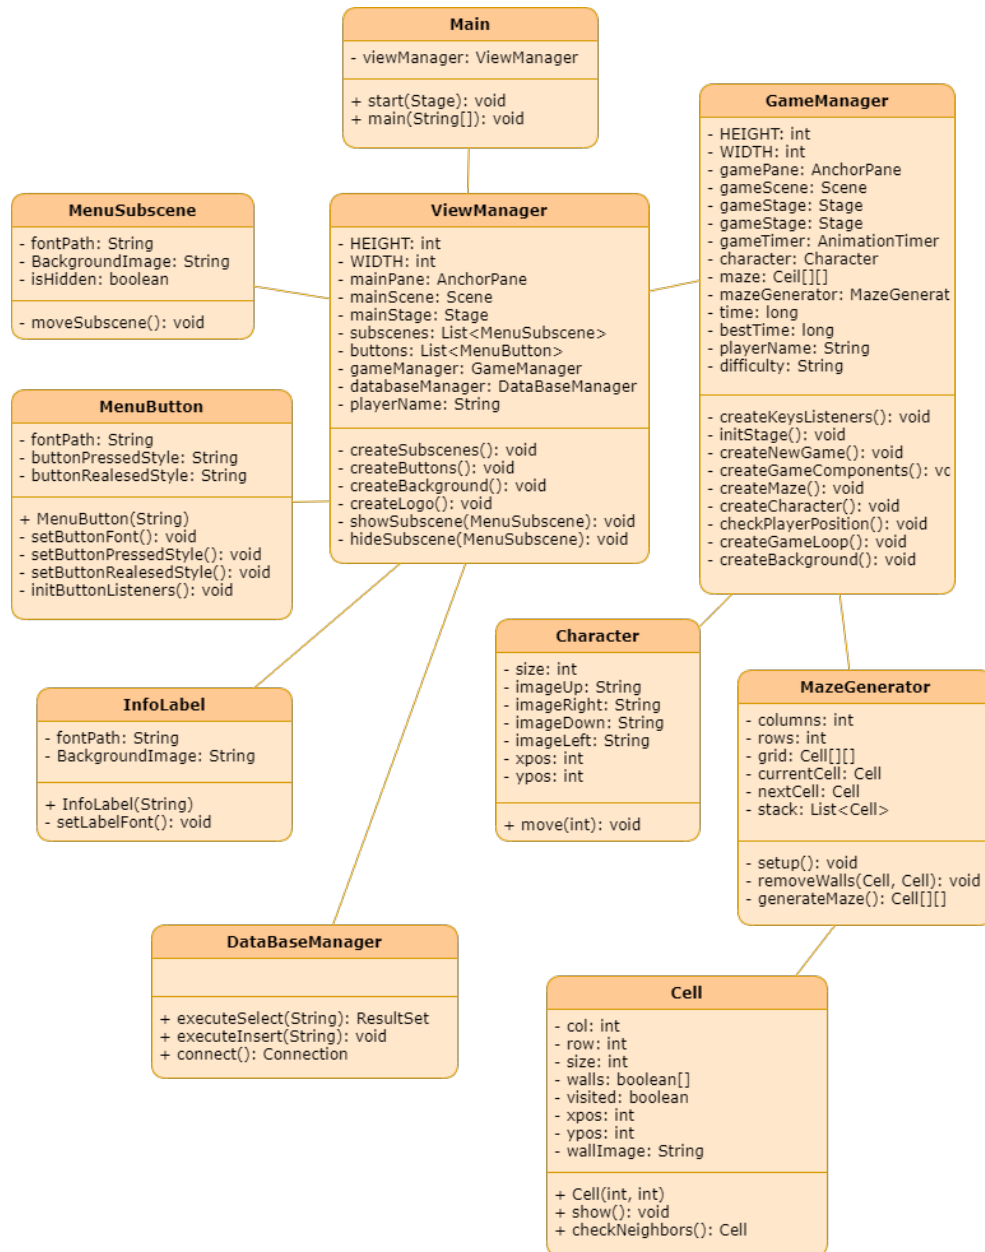 Main
- viewManager: ViewManager
+ start(Stage): void
+ main(String[]): void
GameManager
- HEIGHT: int
- WIDTH: int
- gamePane: AnchorPane
- gameScene: Scene
- gameStage: Stage
- gameStage: Stage
- gameTimer: AnimationTimer
- character: Character
- maze: Ceil[][]
- mazeGenerator: MazeGenerat
- time: long
- bestTime: long
- playerName: String
- difficulty: String
- createKeysListeners(): void
- initStage(): void
- createNewGame(): void
- createGameComponents(): vc
- createMaze(): void
- createCharacter(): void
- checkPlayerPosition(): void
- createGameLoop(): void
- createBackground(): void
MenuSubscene
- fontPath: String
- BackgroundImage: String
- isHidden: boolean
- moveSubscene(): void
ViewManager
- HEIGHT: int
- WIDTH: int
- mainPane: AnchorPane
- mainScene: Scene
- mainStage: Stage
- subscenes: List<MenuSubscene>
- buttons: List<MenuButton>
- gameManager: GameManager
- databaseManager: DataBaseManager
- playerName: String
- createSubscenes(): void
- createButtons(): void
- createBackground(): void
- createLogo(): void
- showSubscene(MenuSubscene): void
- hideSubscene(MenuSubscene): void
MenuButton
- fontPath: String
- buttonPressedStyle: String
- buttonRealesedStyle: String
+ MenuButton(String)
- setButtonFont(): void
- setButtonPressedStyle(): void
- setButtonRealesedStyle(): void
- initButtonListeners(): void
Character
- size: int
- imageUp: String
- imageRight: String
- imageDown: String
- imageLeft: String
- xpos: int
- ypos: int
+ move(int): void
MazeGenerator
- columns: int
- rows: int
- grid: Cell[][]
- currentCell: Cell
- nextCell: Cell
- stack: List<Cell>
- setup(): void
- removeWalls(Cell, Cell): void
- generateMaze(): Cell[][]
InfoLabel
- fontPath: String
- BackgroundImage: String
+ InfoLabel(String)
- setLabelFont(): void
DataBaseManager
+ executeSelect(String): ResultSet
+ executeInsert(String): void
+ connect(): Connection
Cell
- col: int
- row: int
- size: int
- walls: boolean[]
- visited: boolean
- xpos: int
- ypos: int
- wallImage: String
+ Cell(int, int)
+ show(): void
+ checkNeighbors(): Cell